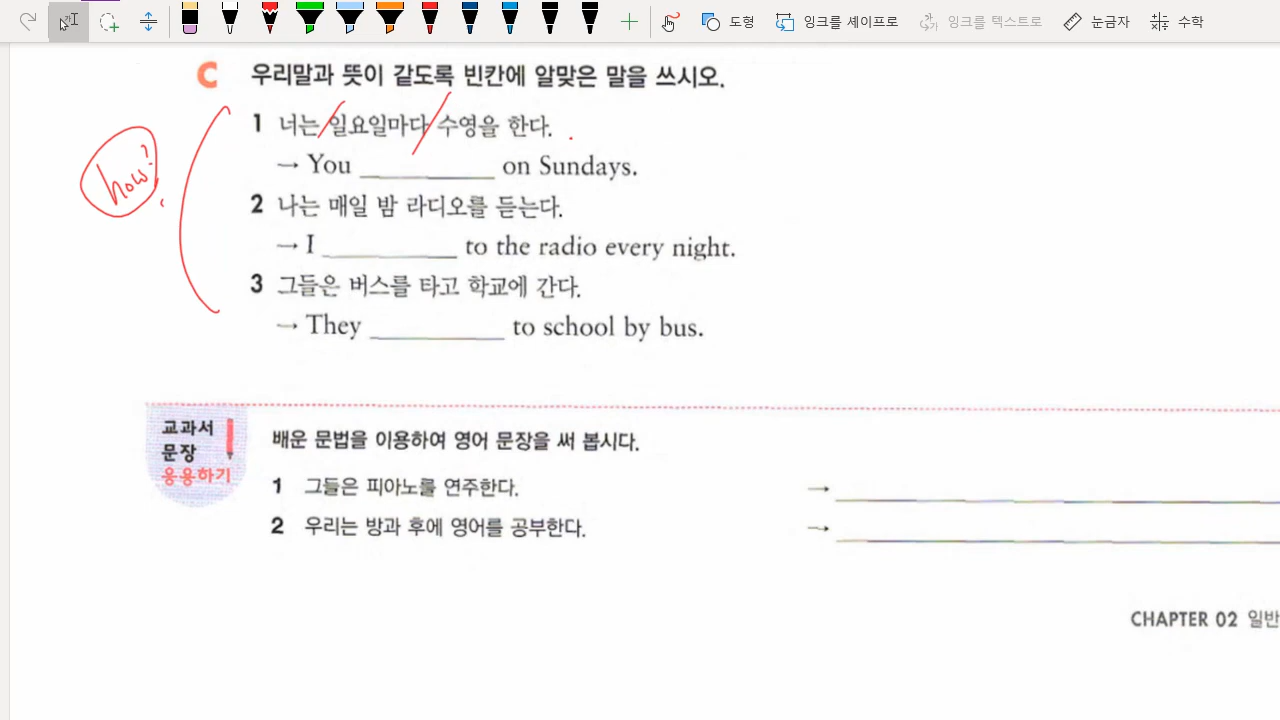 도형
잉크를 셰이프로
잉크를 텍스트로
눈금자
수학
C 우리말과 뜻이 같도록 빈칸에 알맞은 말을 쓰시오.
how?
1 너는 일요일마다 수영을 한다.
→ You __________ on Sundays.
2 나는 매일 밤 라디오를 듣는다.
→ I __________ to the radio every night.
3 그들은 버스를 타고 학교에 간다.
→ They __________ to school by bus.
교과서
문장
응용하기
배운 문법을 이용하여 영어 문장을 써 봅시다.
1 그들은 피아노를 연주한다. →
2 우리는 방과 후에 영어를 공부한다. →
CHAPTER 02 일반